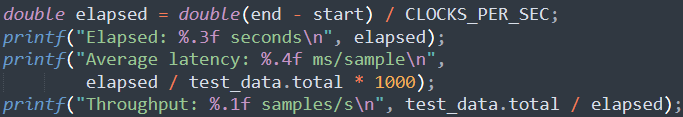 double elapsed = double(end - start) / CLOCKS_PER_SEC;
printf("Elapsed: %.3f seconds\n", elapsed);
printf("Average latency: %.4f ms/sample\n",
elapsed / test_data.total * 1000);
printf("Throughput: %.1f samples/s\n", test_data.total / elapsed);